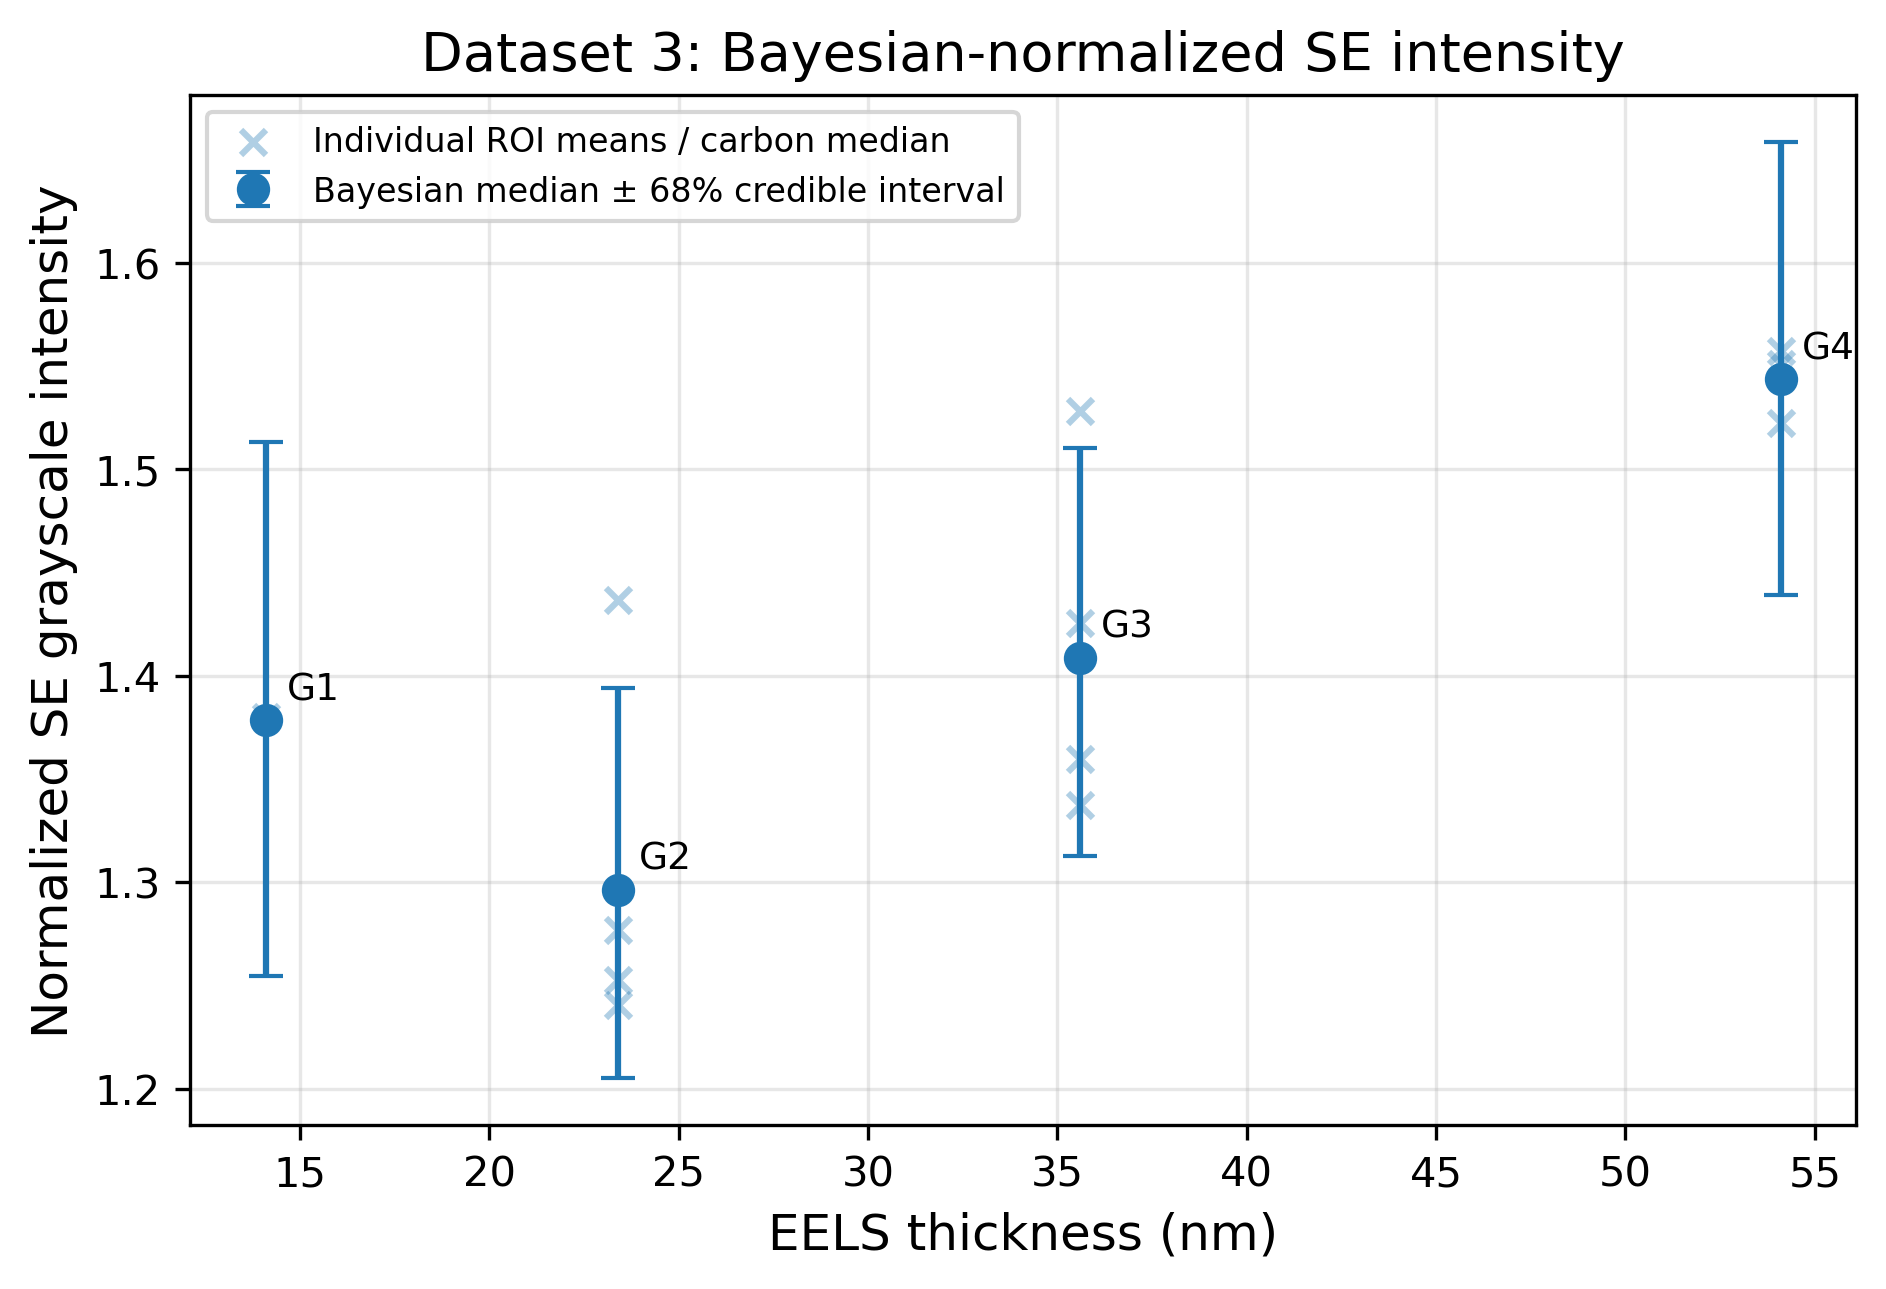 Dataset 3: Bayesian-normalized SE intensity
Individual ROI means / carbon median
Bayesian median ± 68% credible interval
Normalized SE grayscale intensity
1.6
1.5
1.4
1.3
1.2
G1
G2
G3
G4
15 20 25 30 35 40 45 50 55
EELS thickness (nm)